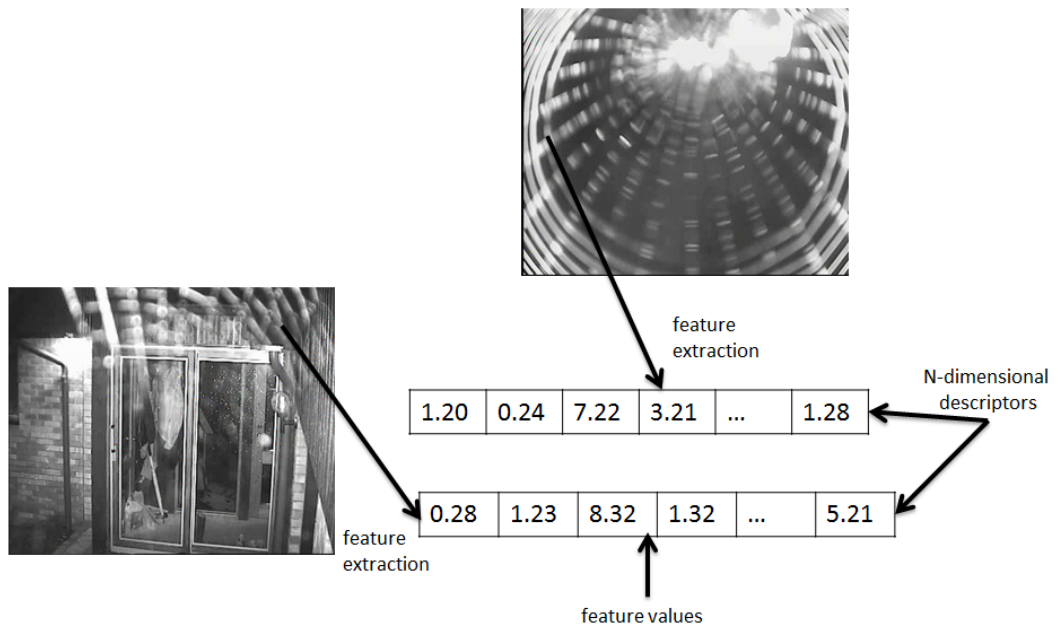 feature
extraction
N-dimensional
descriptors
1.20 0.24 7.22 3.21 ... 1.28
0.28 1.23 8.32 1.32 ... 5.21
feature
extraction
feature values